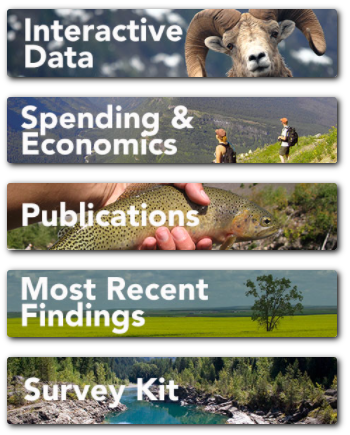 Interactive
Data
Spending &
Economics
Publications
Most Recent
Findings
Survey Kit